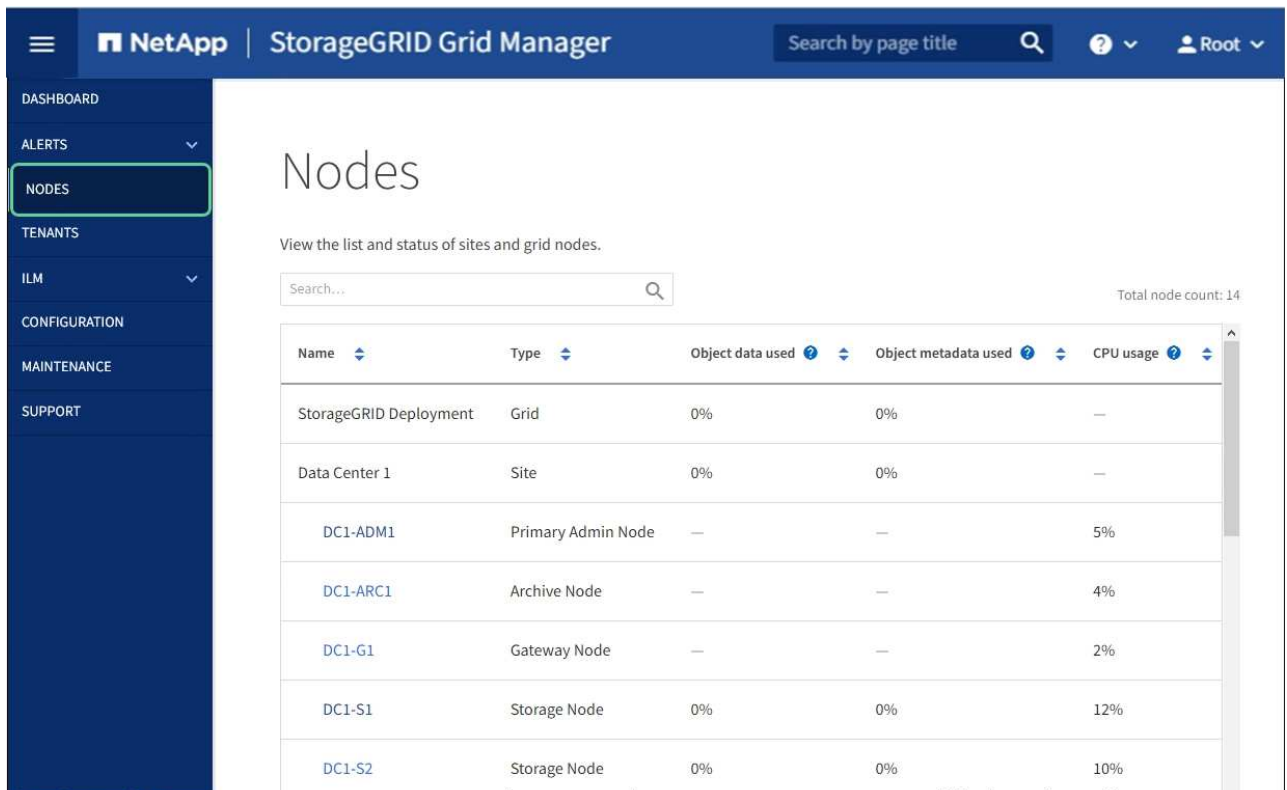 NetApp | StorageGRID Grid Manager Search by page title ? Root
DASHBOARD
ALERTS
NODES
TENANTS
ILM
CONFIGURATION
MAINTENANCE
SUPPORT
Nodes
View the list and status of sites and grid nodes.
Search...
Total node count: 14
Name Type Object data used ? Object metadata used ? CPU usage ?
StorageGRID Deployment Grid 0% 0% —
Data Center 1 Site 0% 0% —
DC1-ADM1 Primary Admin Node — — 5%
DC1-ARC1 Archive Node — — 4%
DC1-G1 Gateway Node — — 2%
DC1-S1 Storage Node 0% 0% 12%
DC1-S2 Storage Node 0% 0% 10%